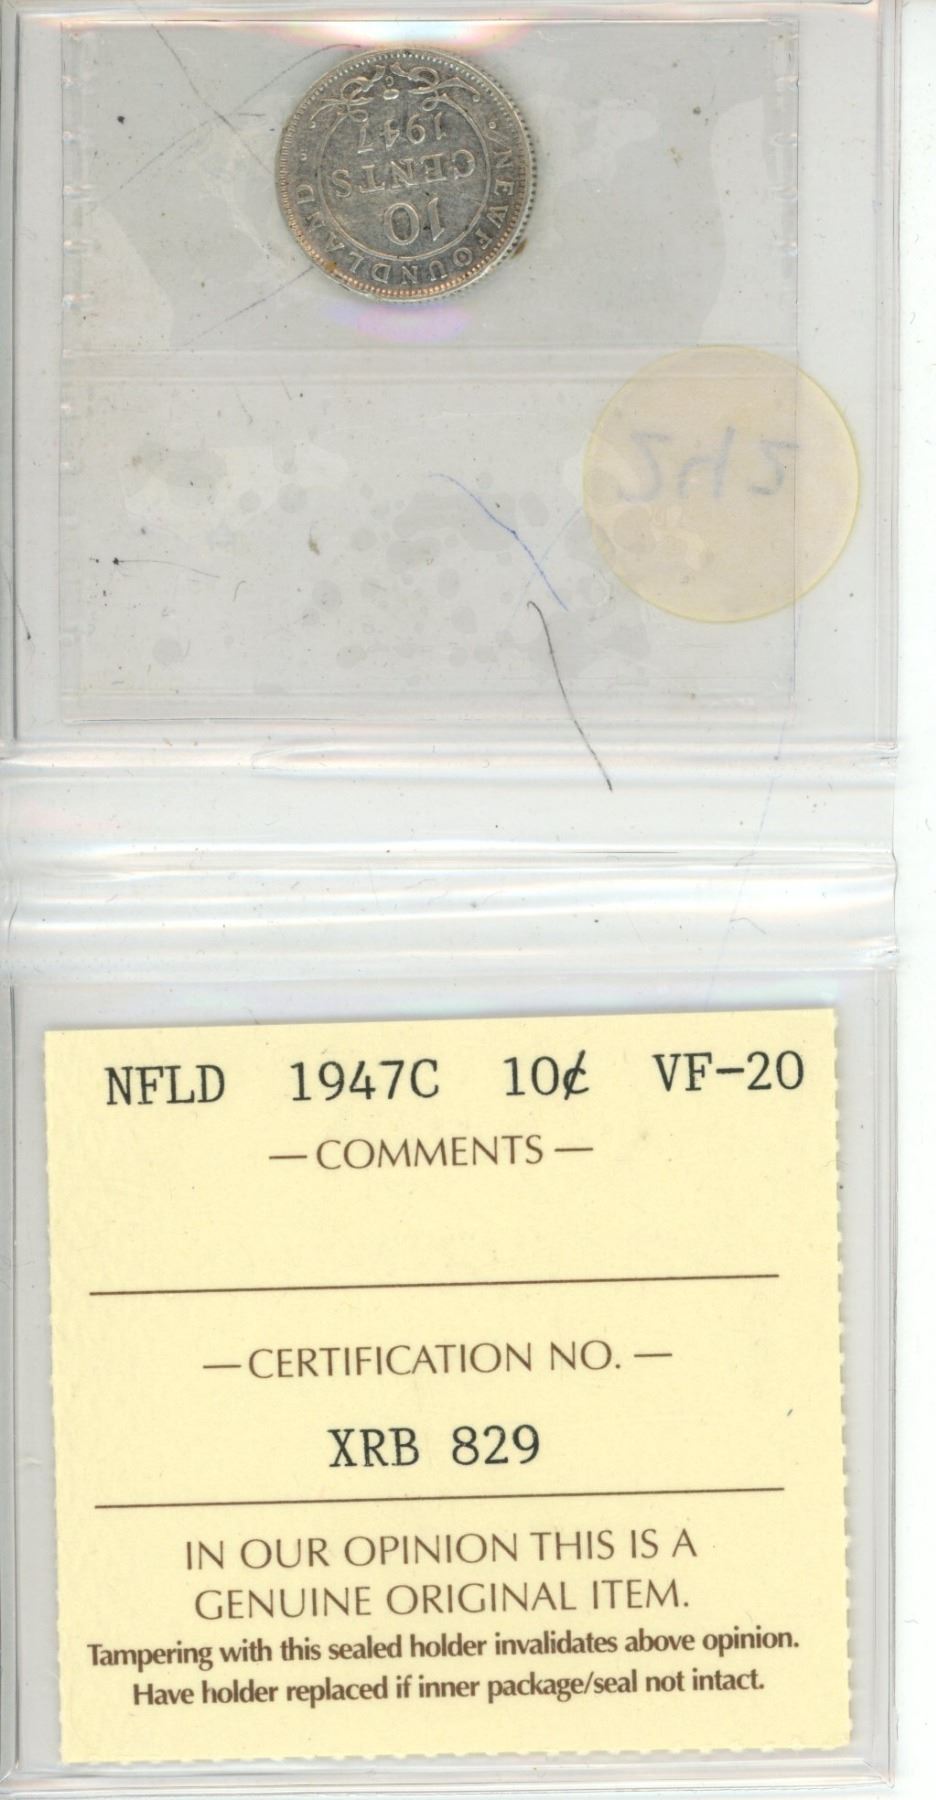 NEWFOUNDLAND
10
CENTS
1947
C
NFLD 1947C 10¢ VF-20
— COMMENTS —
— CERTIFICATION NO. —
XRB 829
IN OUR OPINION THIS IS A
GENUINE ORIGINAL ITEM.
Tampering with this sealed holder invalidates above opinion.
Have holder replaced if inner package/seal not intact.